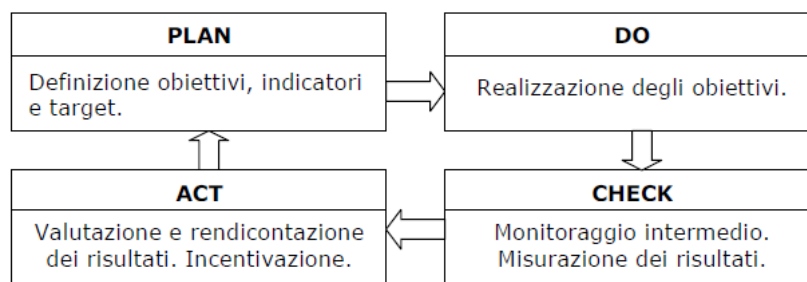 PLAN
Definizione obiettivi, indicatori
e target.
DO
Realizzazione degli obiettivi.
ACT
Valutazione e rendicontazione
dei risultati. Incentivazione.
CHECK
Monitoraggio intermedio.
Misurazione dei risultati.